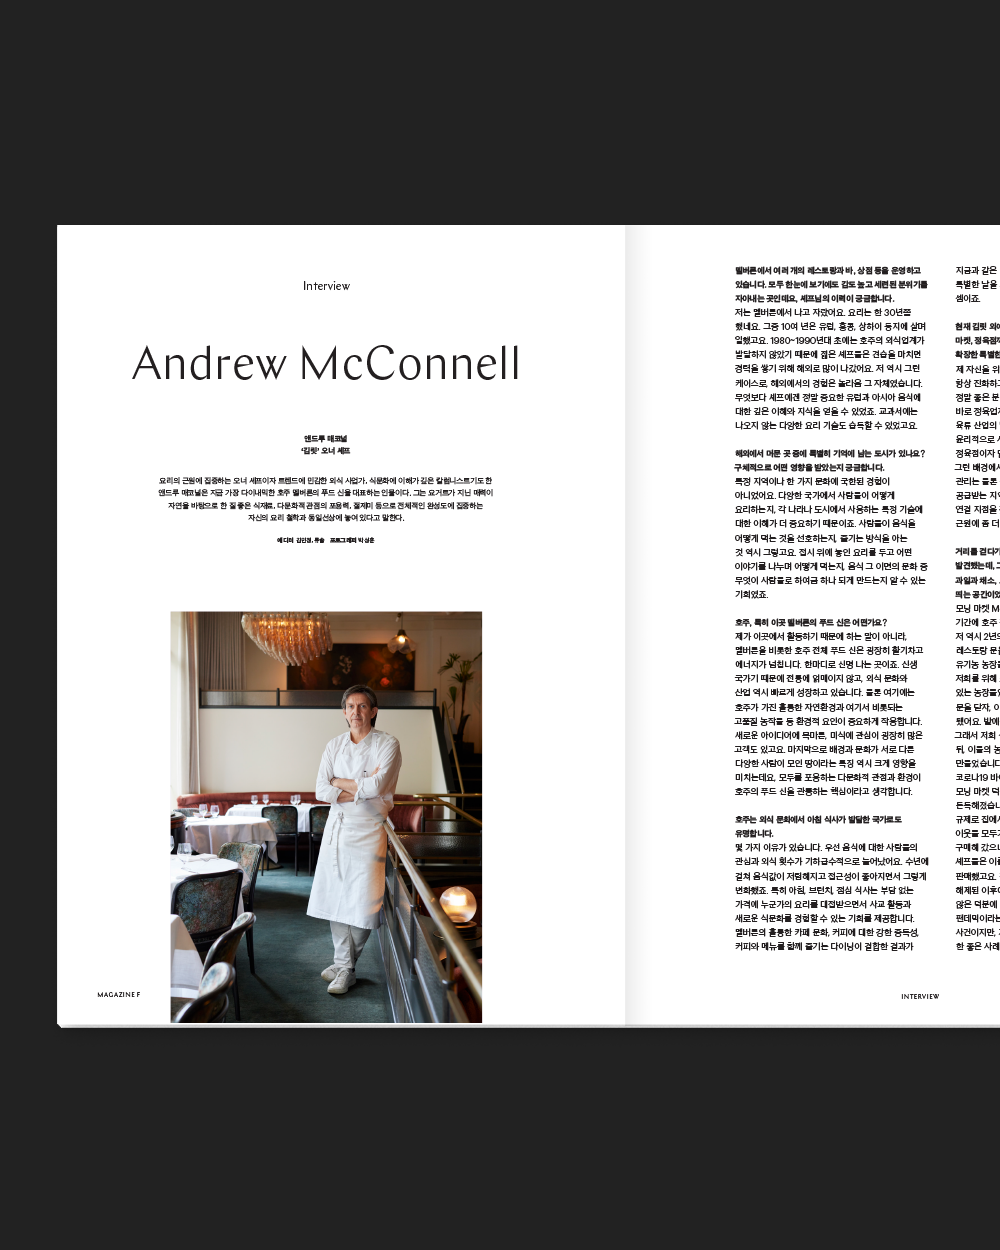 Interview
Andrew McConnell
앤드루 매코널
‘김릿’ 오너 셰프
요리의 근원에 집중하는 오너 셰프이자 트렌드에 민감한 외식 사업가. 식문화에 이해가 깊은 칼럼니스트기도 한
앤드루 매코널은 지금 가장 다이내믹한 호주 멜버른의 푸드 신을 대표하는 인물이다. 그는 요거트가 지닌 매력이
자연을 바탕으로 한 질 좋은 식재료, 다문화적 관점의 포용력, 절제미 등으로 전체적인 완성도에 집중하는
자신의 요리 철학과 동일선상에 놓여 있다고 말한다.
에디터 김민정, 류솔 포토그래퍼 박성훈
MAGAZINE F
멜버른에서 여러 개의 레스토랑과 바, 상점 등을 운영하고
있습니다. 모두 한눈에 보기에도 감도 높고 세련된 분위기를
자아내는 곳인데요, 셰프님의 이력이 궁금합니다.
저는 멜버른에서 나고 자랐어요. 요리는 한 30년쯤
했네요. 그중 10여 년은 유럽, 홍콩, 상하이 등지에 살며
일했고요. 1980~1990년대 초에는 호주의 외식업계가
발달하지 않았기 때문에 젊은 셰프들은 견습을 마치면
경력을 쌓기 위해 해외로 많이 나갔어요. 저 역시 그런
케이스로, 해외에서의 경험은 놀라움 그 자체였습니다.
무엇보다 셰프에겐 정말 중요한 유럽과 아시아 음식에
대한 깊은 이해와 지식을 얻을 수 있었죠. 교과서에는
나오지 않는 다양한 요리 기술도 습득할 수 있었고요.
해외에서 머문 곳 중에 특별히 기억에 남는 도시가 있나요?
구체적으로 어떤 영향을 받았는지 궁금합니다.
특정 지역이나 한 가지 문화에 국한된 경험이
아니었어요. 다양한 국가에서 사람들이 어떻게
요리하는지, 각 나라나 도시에서 사용하는 특정 기술에
대한 이해가 더 중요하기 때문이죠. 사람들이 음식을
어떻게 먹는 것을 선호하는지, 즐기는 방식을 아는
것 역시 그렇고요. 접시 위에 놓인 요리를 두고 어떤
이야기를 나누며 어떻게 먹는지, 음식 그 이면의 문화 중
무엇이 사람들로 하여금 하나 되게 만드는지 알 수 있는
기회였죠.
호주, 특히 이곳 멜버른의 푸드 신은 어떤가요?
제가 이곳에서 활동하기 때문에 하는 말이 아니라,
멜버른을 비롯한 호주 전체 푸드 신은 굉장히 활기차고
에너지가 넘칩니다. 한마디로 신명 나는 곳이죠. 신생
국가기 때문에 전통에 얽매이지 않고, 외식 문화와
산업 역시 빠르게 성장하고 있습니다. 물론 여기에는
호주가 가진 훌륭한 자연환경과 여기서 비롯되는
고품질 농작물 등 환경적 요인이 중요하게 작용합니다.
새로운 아이디어에 목마른, 미식에 관심이 굉장히 많은
고객도 있고요. 마지막으로 배경과 문화가 서로 다른
다양한 사람이 모인 땅이라는 특징 역시 크게 영향을
미치는데요, 모두를 포용하는 다문화적 관점과 환경이
호주의 푸드 신을 관통하는 핵심이라고 생각합니다.
호주는 외식 문화에서 아침 식사가 발달한 국가로도
유명합니다.
몇 가지 이유가 있습니다. 우선 음식에 대한 사람들의
관심과 외식 횟수가 기하급수적으로 늘어났어요. 수년에
걸쳐 음식값이 저렴해지고 접근성이 좋아지면서 그렇게
변화했죠. 특히 아침, 브런치, 점심 식사는 부담 없는
가격에 누군가의 요리를 대접받으면서 사교 활동과
새로운 식문화를 경험할 수 있는 기회를 제공합니다.
멜버른의 훌륭한 카페 문화, 커피에 대한 강한 중독성,
커피와 메뉴를 함께 즐기는 다이닝이 결합한 결과가
지금과 같은
특별한 날을
셈이죠.
현재 김릿 외에
마켓, 정육점까
확장한 특별한
제 자신을 위
항상 진화하고
정말 좋은 문
바로 정육업자
육류 산업의
윤리적으로 사
정육점이자
그런 배경에서
관리는 물론
공급받는 지역
연결 지점을
근원에 좀 더
거리를 걷다가
발견했는데, 그
과일과 채소,
띄는 공간이었
모닝 마켓 M
기간에 호주
저 역시 2년으
레스토랑 문을
유기농 농장들
저희를 위해
있는 농장들은
문을 닫자, 이
됐어요. 밭에
그래서 저희
뒤, 이들의 농
만들었습니다
코로나19 바이
모닝 마켓 덕
든든해졌습니
규제로 집에서
이웃들 모두가
구매해 갔으니
셰프들은 이를
판매했고요.
해제된 이후에
않은 덕분에
팬데믹이라는
사건이지만,
한 좋은 사례
INTERVIEW